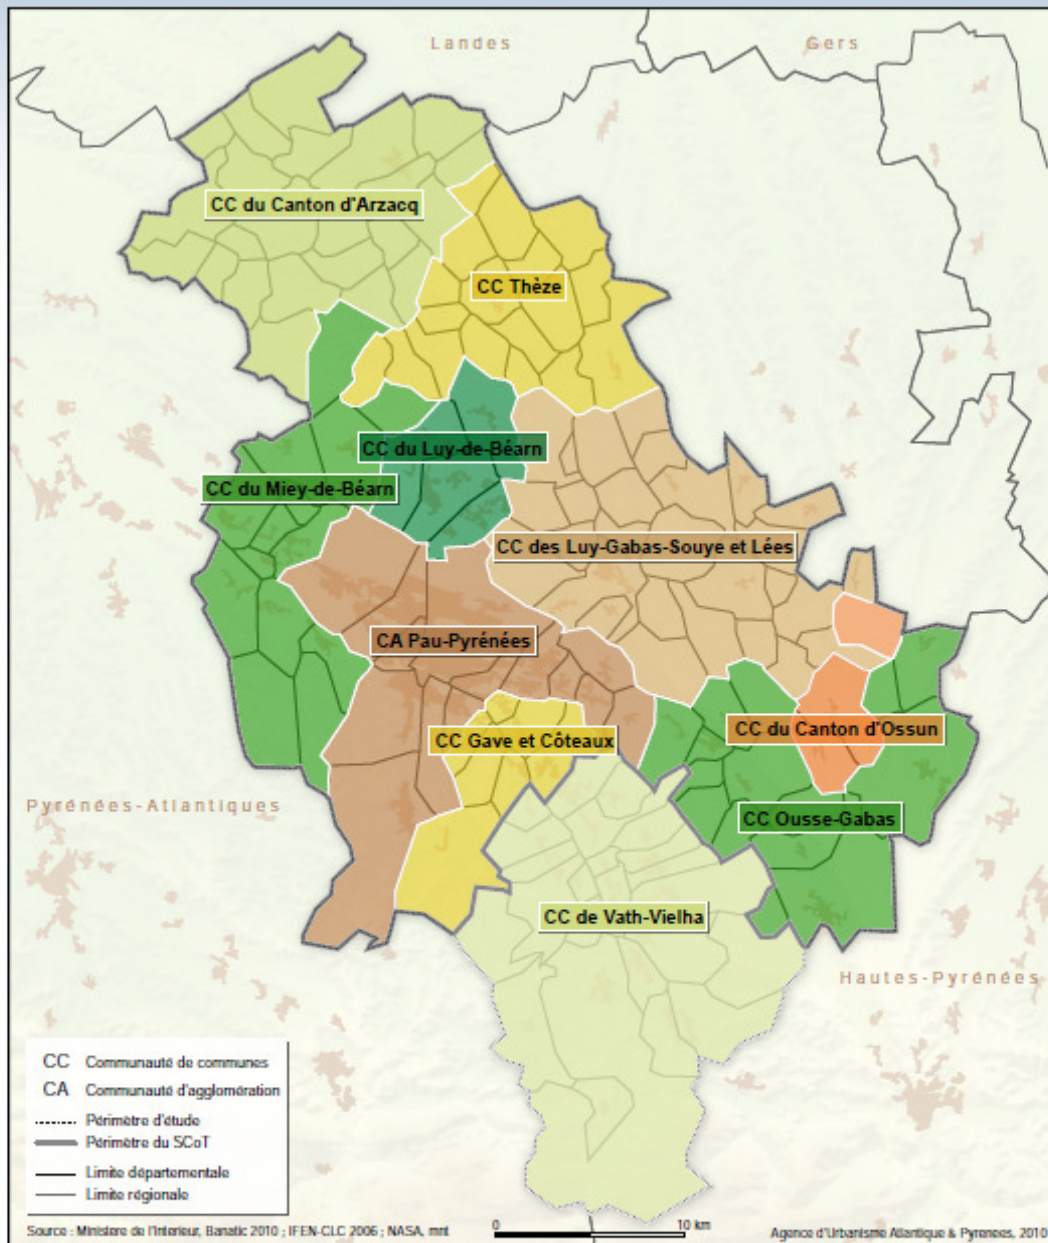 Landes
Gers
CC du Canton d'Arzacq
CC Thèze
CC du Luy-de-Béarn
CC du Miey-de-Béarn
CC des Luy-Gabas-Souye et Lées
CA Pau-Pyrénées
CC du Canton d'Ossun
CC Gave et Côteaux
Pyrénées-Atlantiques
CC Ousse-Gabas
CC de Vath-Vielha
Hautes-Pyrénées
CC Communauté de communes
CA Communauté d'agglomération
Périmètre d'étude
Périmètre du SCoT
Limite départementale
Limite régionale
0 10 km
Source : Ministere de l'Interieur, Banatic 2010 ; IFEN-CLC 2006 ; NASA, mnt
Agence d'Urbanisme Atlantique & Pyrenees, 2010